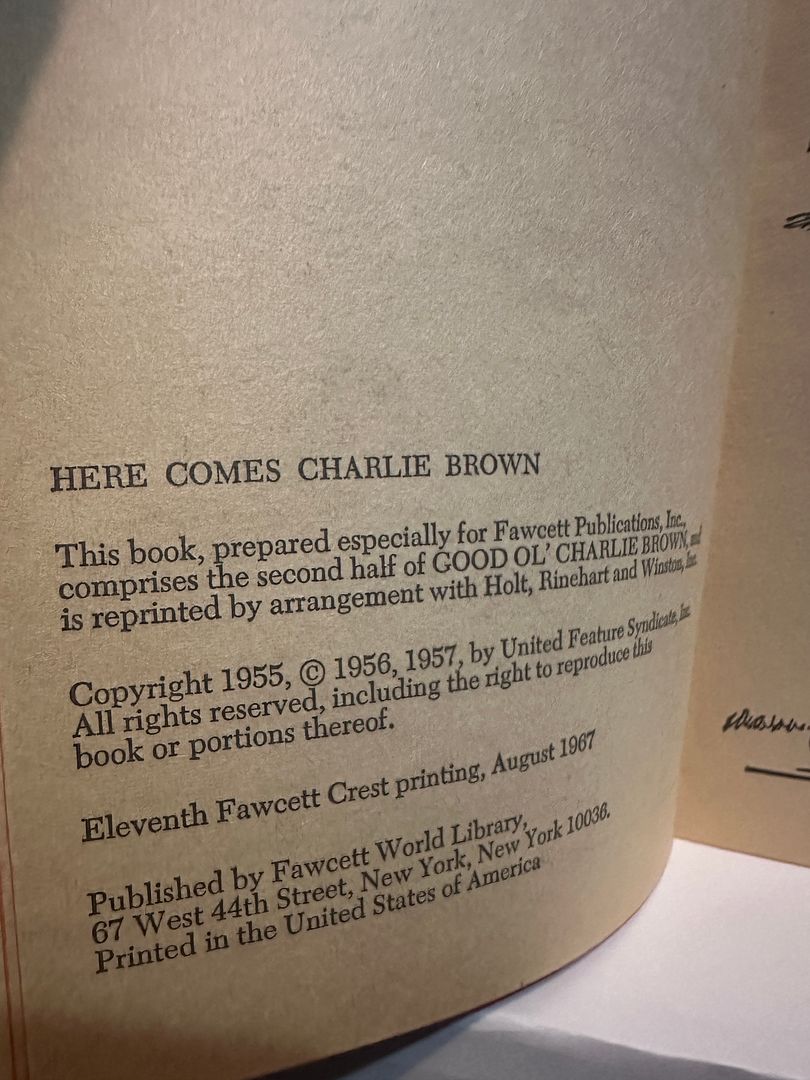 HERE COMES CHARLIE BROWN
This book, prepared especially for Fawcett Publications, Inc.,
comprises the second half of GOOD OL' CHARLIE BROWN, and
is reprinted by arrangement with Holt, Rinehart and Winston, Inc.
Copyright 1955, © 1956, 1957, by United Feature Syndicate, Inc.
All rights reserved, including the right to reproduce this
book or portions thereof.
Eleventh Fawcett Crest printing, August 1967
Published by Fawcett World Library,
67 West 44th Street, New York, New York 10036.
Printed in the United States of America